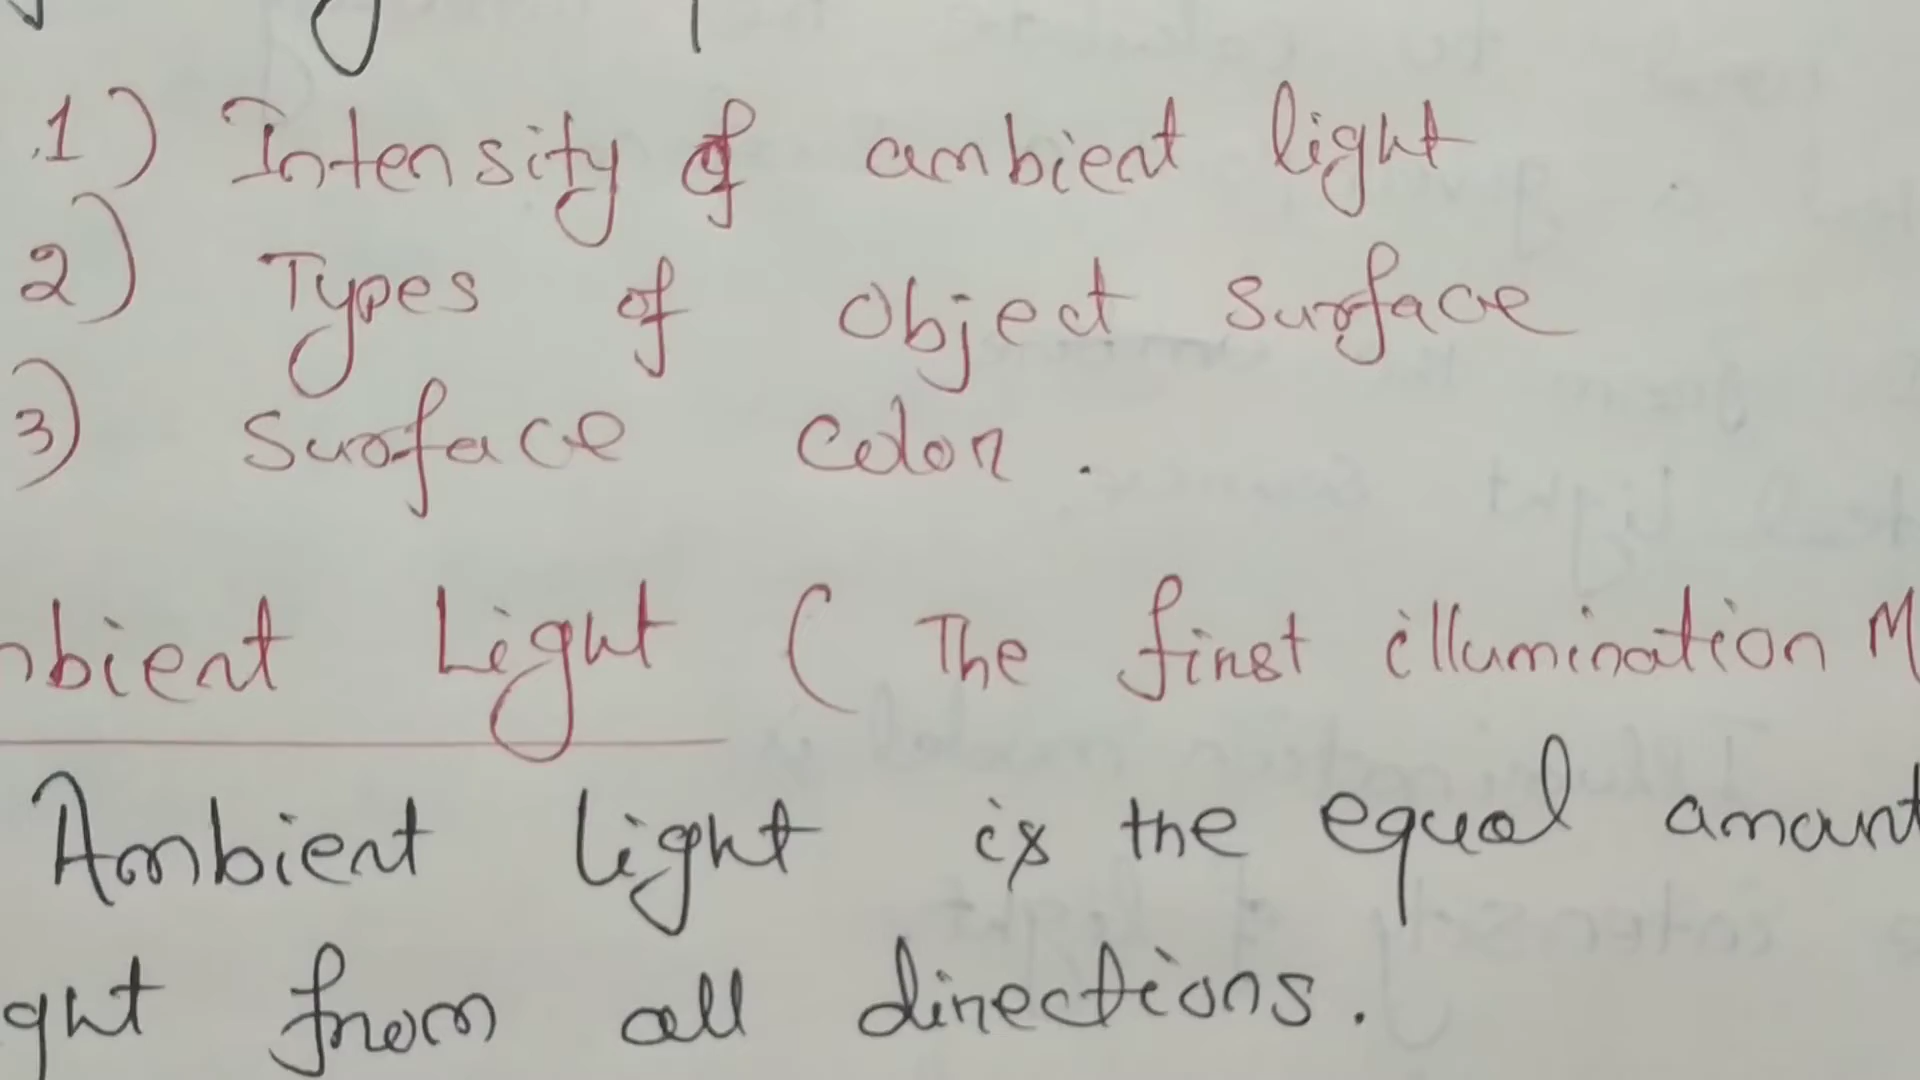 1) Intensity of ambient light
2) Types of object surface
3) Surface color.
bient Light ( The first illumination M
Ambient light is the equal amount
ght from all directions.